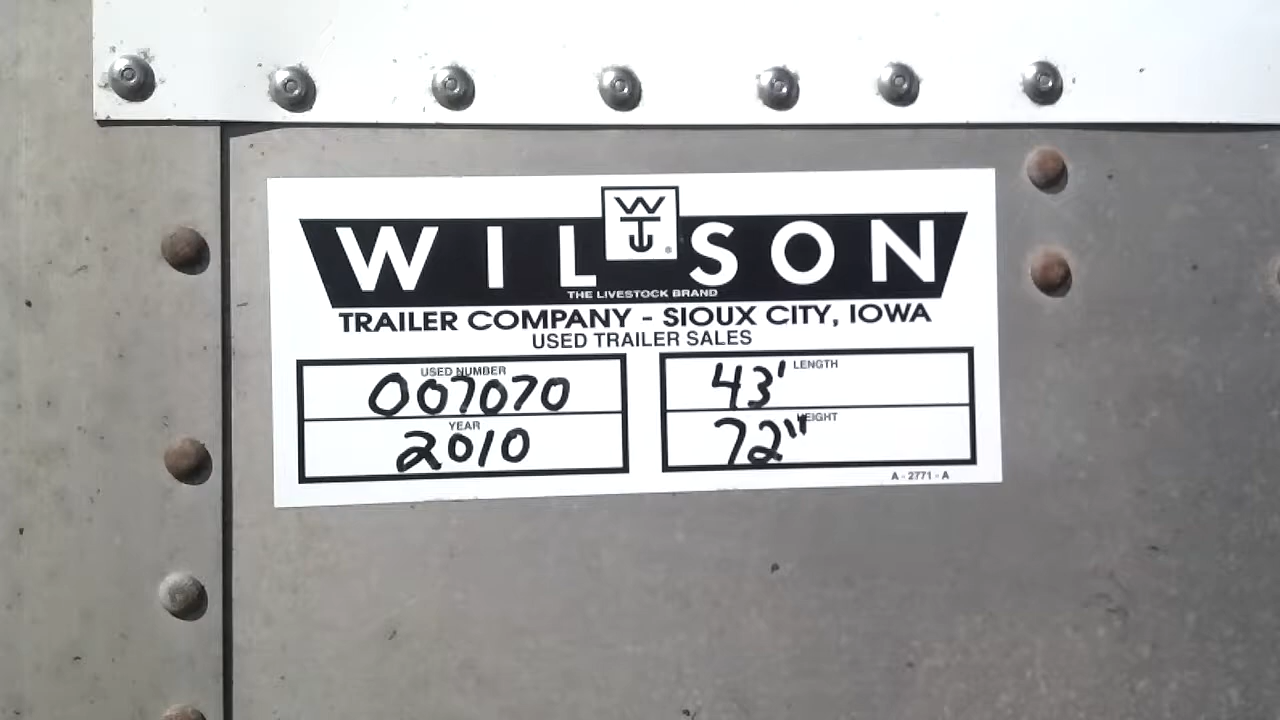 WTJ
WILSON
THE LIVESTOCK BRAND
TRAILER COMPANY - SIOUX CITY, IOWA
USED TRAILER SALES
USED NUMBER
007070
YEAR
2010
LENGTH
43'
HEIGHT
72"
A - 2771 - A